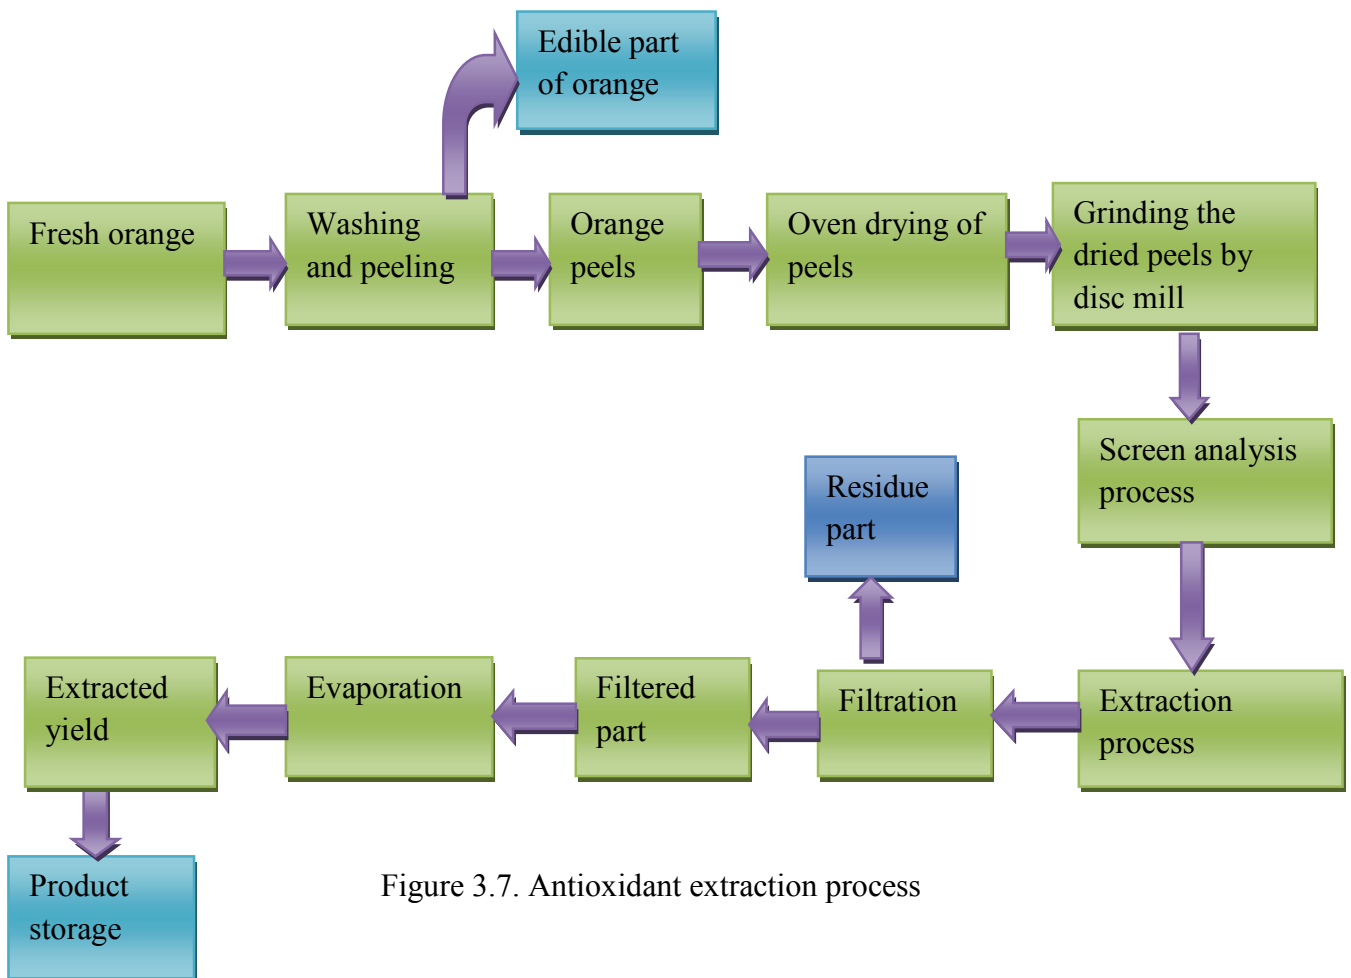 Edible part
of orange
Fresh orange
Washing
and peeling
Orange
peels
Oven drying of
peels
Grinding the
dried peels by
disc mill
Screen analysis
process
Residue
part
Extracted
yield
Evaporation
Filtered
part
Filtration
Extraction
process
Product
storage
Figure 3.7. Antioxidant extraction process